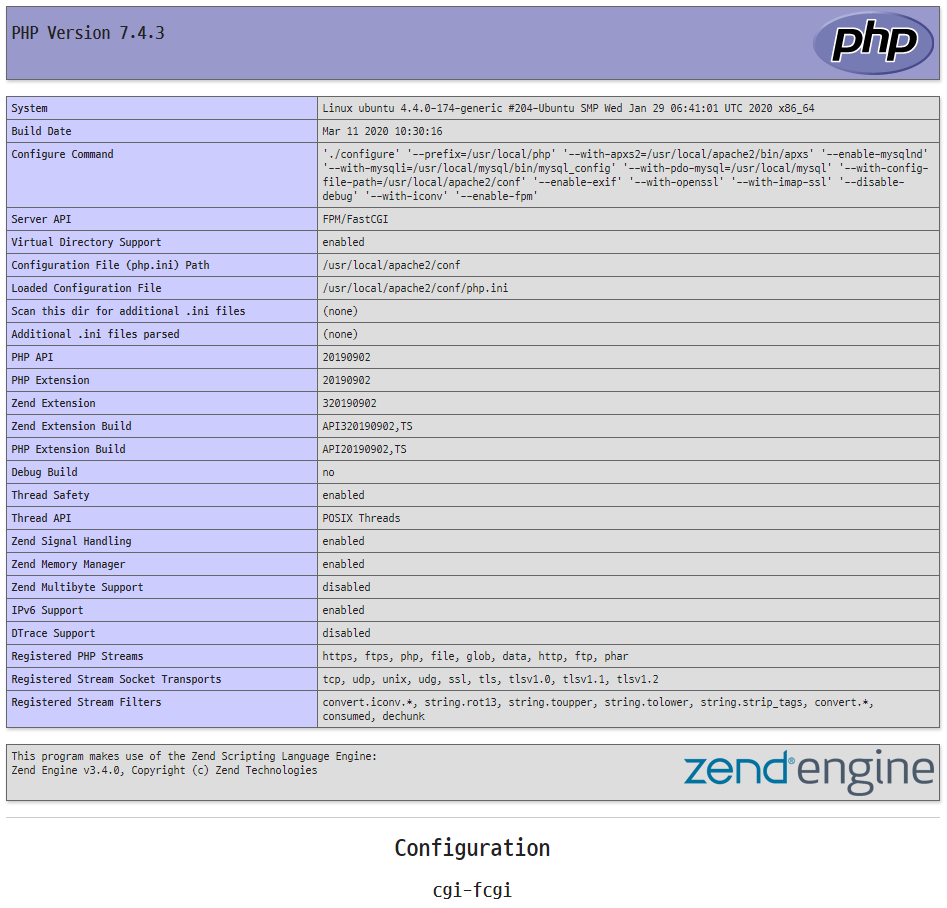 PHP Version 7.4.3
php
System Linux ubuntu 4.4.0-174-generic #204-Ubuntu SMP Wed Jan 29 06:41:01 UTC 2020 x86_64
Build Date Mar 11 2020 10:30:16
Configure Command './configure' '--prefix=/usr/local/php' '--with-apxs2=/usr/local/apache2/bin/apxs' '--enable-mysqlnd'
'--with-mysqli=/usr/local/mysql/bin/mysql_config' '--with-pdo-mysql=/usr/local/mysql' '--with-config-
file-path=/usr/local/apache2/conf' '--enable-exif' '--with-openssl' '--with-imap-ssl' '--disable-
debug' '--with-iconv' '--enable-fpm'
Server API FPM/FastCGI
Virtual Directory Support enabled
Configuration File (php.ini) Path /usr/local/apache2/conf
Loaded Configuration File /usr/local/apache2/conf/php.ini
Scan this dir for additional .ini files (none)
Additional .ini files parsed (none)
PHP API 20190902
PHP Extension 20190902
Zend Extension 320190902
Zend Extension Build API320190902,TS
PHP Extension Build API20190902,TS
Debug Build no
Thread Safety enabled
Thread API POSIX Threads
Zend Signal Handling enabled
Zend Memory Manager enabled
Zend Multibyte Support disabled
IPv6 Support enabled
DTrace Support disabled
Registered PHP Streams https, ftps, php, file, glob, data, http, ftp, phar
Registered Stream Socket Transports tcp, udp, unix, udg, ssl, tls, tlsv1.0, tlsv1.1, tlsv1.2
Registered Stream Filters convert.iconv.*, string.rot13, string.toupper, string.tolower, string.strip_tags, convert.*,
consumed, dechunk
This program makes use of the Zend Scripting Language Engine:
Zend Engine v3.4.0, Copyright (c) Zend Technologies
zend®engine
Configuration
cgi-fcgi